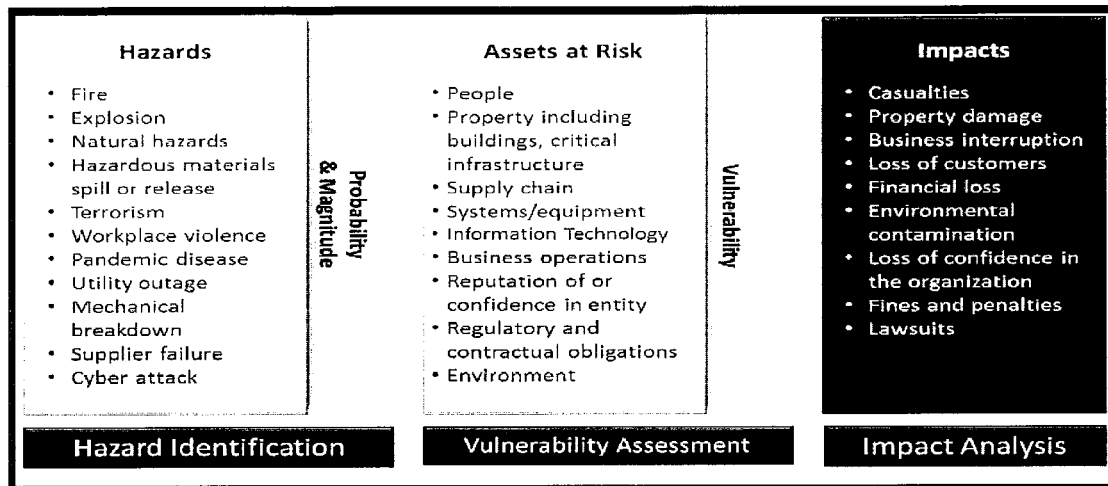 Hazards
• Fire
• Explosion
• Natural hazards
• Hazardous materials
spill or release
• Terrorism
• Workplace violence
• Pandemic disease
• Utility outage
• Mechanical
breakdown
• Supplier failure
• Cyber attack
Probability
& Magnitude
Assets at Risk
• People
• Property including
buildings, critical
infrastructure
• Supply chain
• Systems/equipment
• Information Technology
• Business operations
• Reputation of or
confidence in entity
• Regulatory and
contractual obligations
• Environment
Vulnerability
Impacts
• Casualties
• Property damage
• Business interruption
• Loss of customers
• Financial loss
• Environmental
contamination
• Loss of confidence in
the organization
• Fines and penalties
• Lawsuits
Hazard Identification
Vulnerability Assessment
Impact Analysis